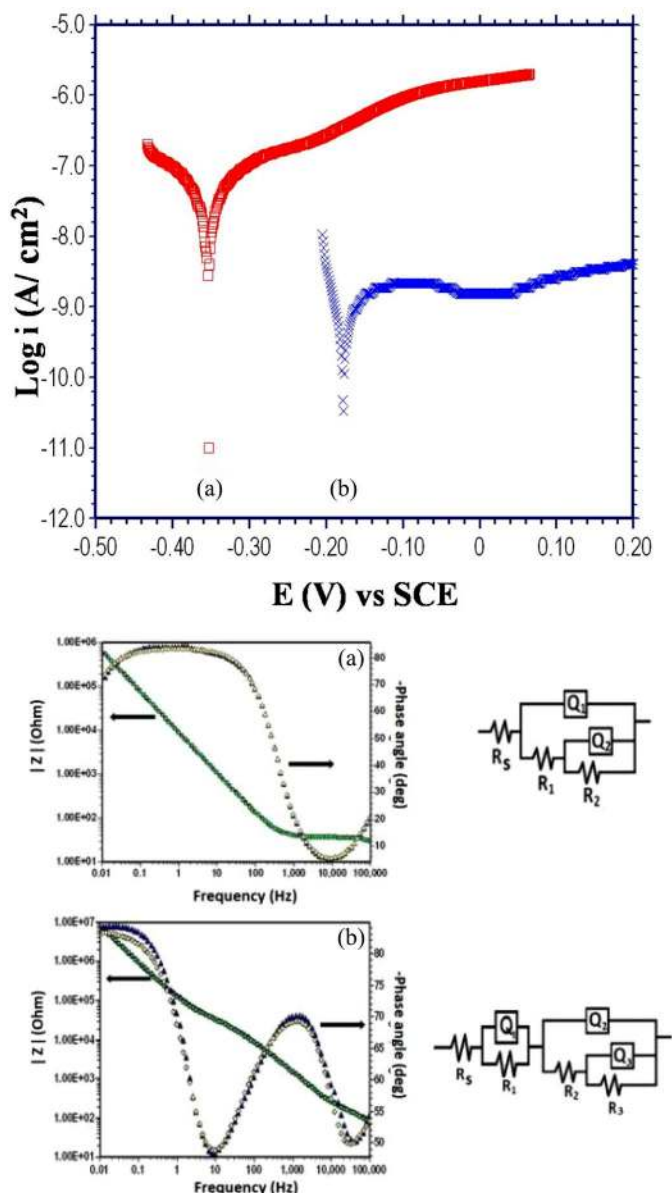 -5.0
-6.0
-7.0
-8.0
-9.0
-10.0
-11.0
-12.0
Log i (A/ cm²)
(a)
(b)
-0.50
-0.40
-0.30
-0.20
-0.10
0
0.10
0.20
E (V) vs SCE
(a)
1.00E+06
1.00E+05
1.00E+04
1.00E+03
1.00E+02
1.00E+01
| Z | (Ohm)
80
70
60
50
40
30
20
10
-Phase angle (deg)
0.01
0.1
1
10
100
1,000
10,000
100,000
Frequency (Hz)
Q₁
Q₂
Rs
R₁
R₂
(b)
1.00E+07
1.00E+06
1.00E+05
1.00E+04
1.00E+03
1.00E+02
1.00E+01
| Z | (Ohm)
80
75
70
65
60
55
50
-Phase angle (deg)
0.01
0.1
1
10
100
1,000
10,000
100,000
Frequency (Hz)
Q₂
Q₃
Rs
R₁
R₂
R₃